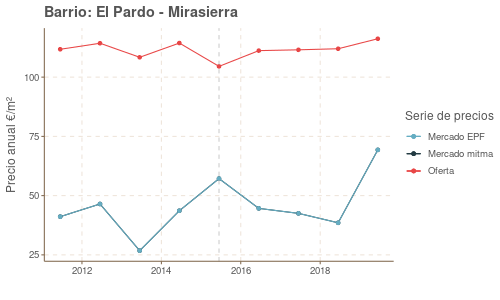 Barrio: El Pardo - Mirasierra
Precio anual €/m²
100
75
50
25
2012
2014
2016
2018
Serie de precios
Mercado EPF
Mercado mitma
Oferta